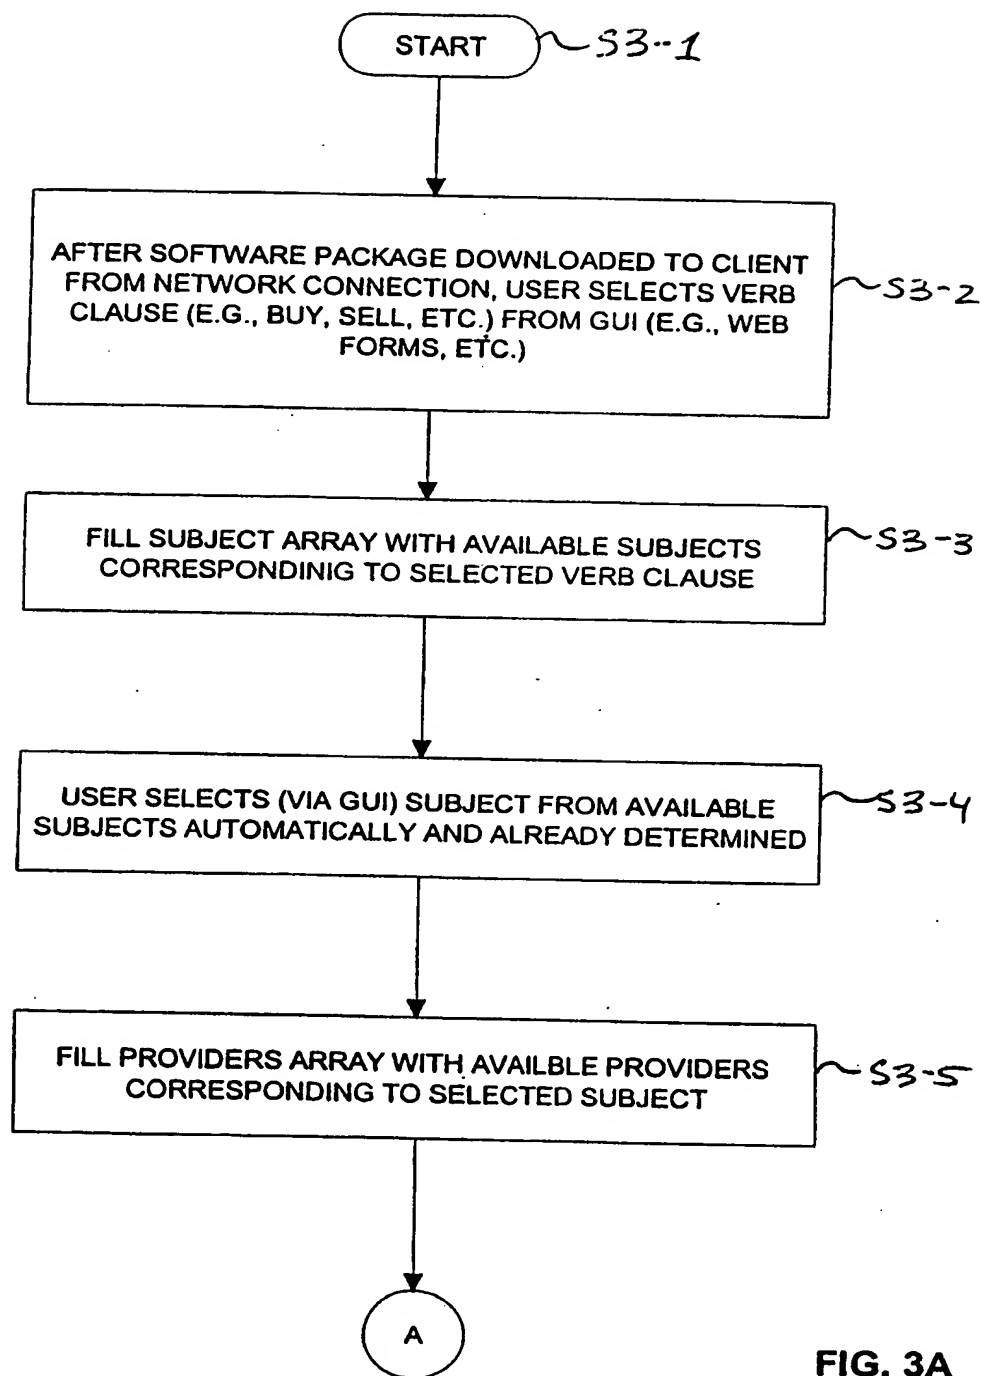 START
S3-1
AFTER SOFTWARE PACKAGE DOWNLOADED TO CLIENT
FROM NETWORK CONNECTION, USER SELECTS VERB
CLAUSE (E.G., BUY, SELL, ETC.) FROM GUI (E.G., WEB
FORMS, ETC.)
S3-2
FILL SUBJECT ARRAY WITH AVAILABLE SUBJECTS
CORRESPONDINIG TO SELECTED VERB CLAUSE
S3-3
USER SELECTS (VIA GUI) SUBJECT FROM AVAILABLE
SUBJECTS AUTOMATICALLY AND ALREADY DETERMINED
S3-4
FILL PROVIDERS ARRAY WITH AVAILBLE PROVIDERS
CORRESPONDING TO SELECTED SUBJECT
S3-5
A
FIG. 3A